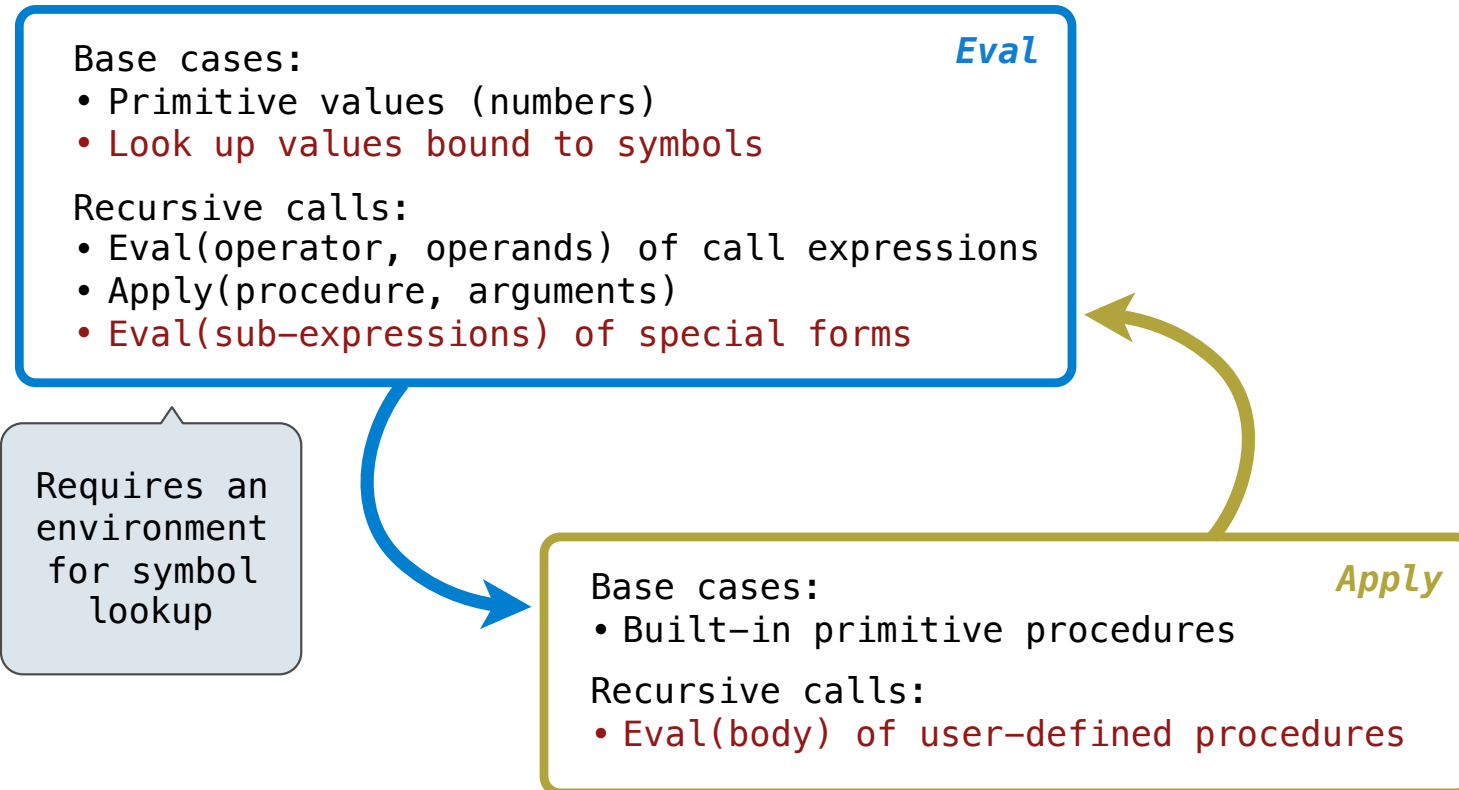 Eval
Base cases:
• Primitive values (numbers)
• Look up values bound to symbols
Recursive calls:
• Eval(operator, operands) of call expressions
• Apply(procedure, arguments)
• Eval(sub-expressions) of special forms
Requires an
environment
for symbol
lookup
Apply
Base cases:
• Built-in primitive procedures
Recursive calls:
• Eval(body) of user-defined procedures